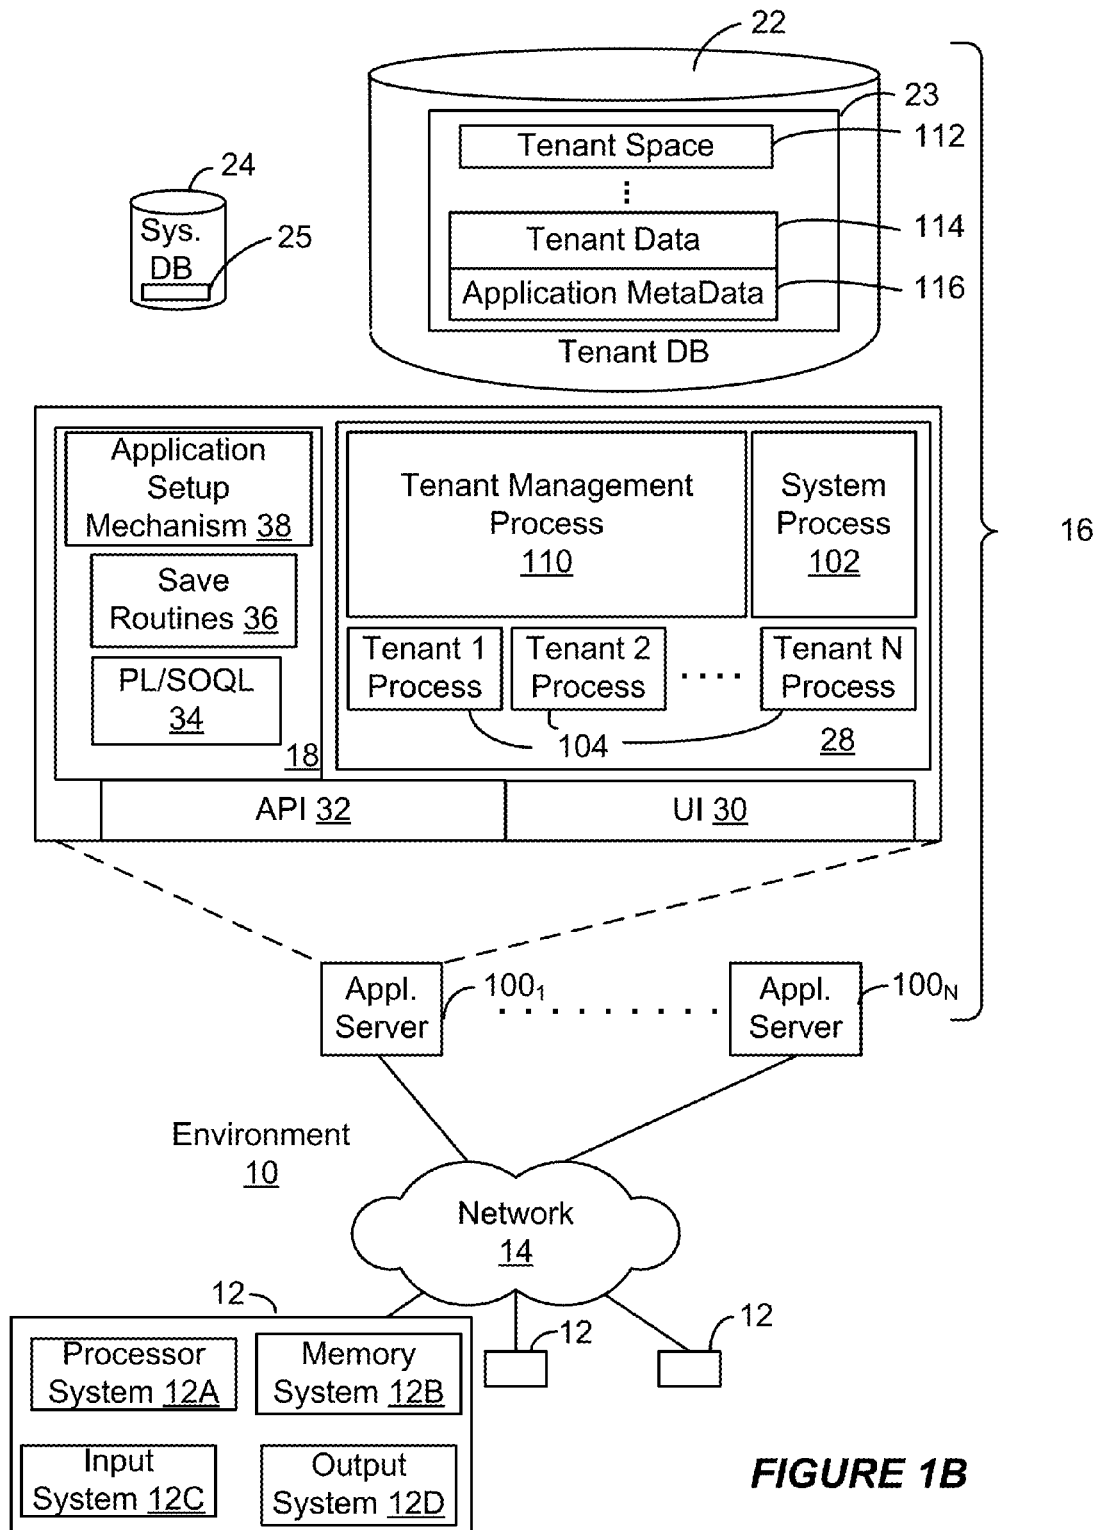 22
23
Tenant Space
112
24
Sys.
DB
25
Tenant Data
114
Application MetaData
116
Tenant DB
Application
Setup
Mechanism 38
Save
Routines 36
PL/SOQL
34
18
Tenant Management
Process
110
System
Process
102
Tenant 1
Process
Tenant 2
Process
....
Tenant N
Process
104
28
API 32
UI 30
16
Appl.
Server
100₁
.........
Appl.
Server
100N
Environment
10
Network
14
12
Processor
System 12A
Memory
System 12B
Input
System 12C
Output
System 12D
12
12
FIGURE 1B